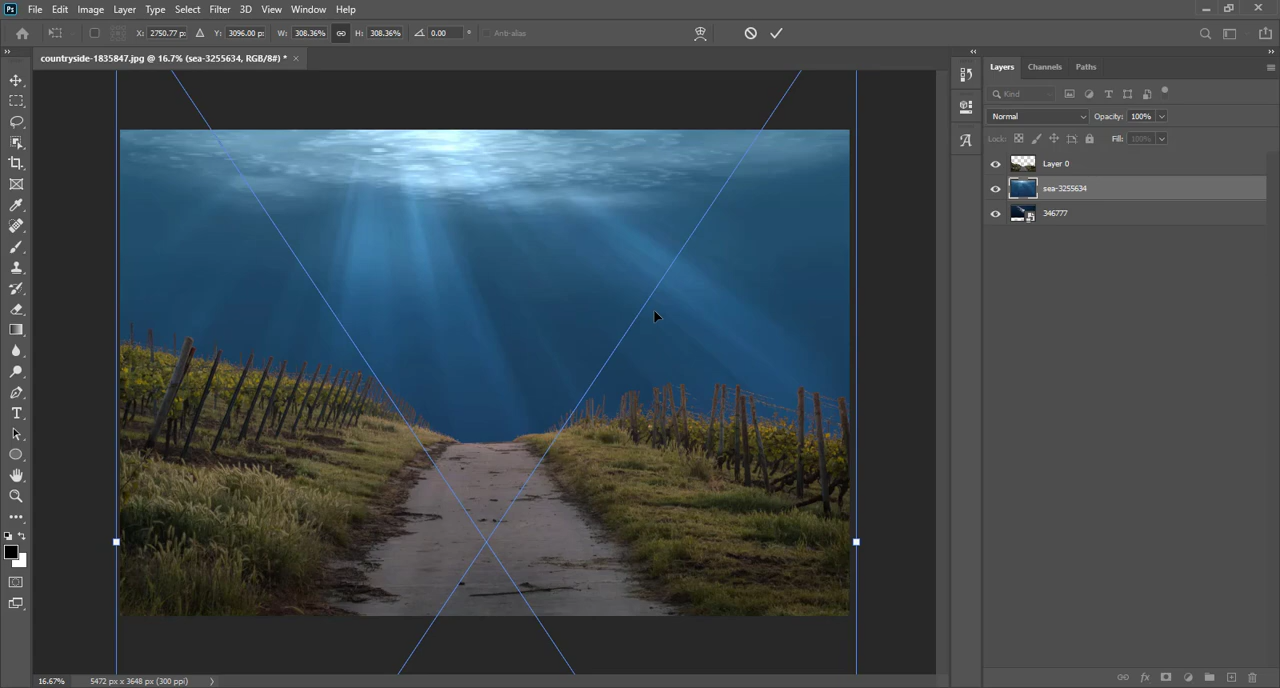 Ps File Edit Image Layer Type Select Filter 3D View Window Help
X: 2750.77 px Y: 3096.00 px W: 308.36% H: 308.36% 0.00 ° Anti-alias
countryside-1835847.jpg @ 16.7% (sea-3255634, RGB/8#) * ×
Layers Channels Paths
Kind
Normal Opacity: 100%
Lock: Fill: 100%
Layer 0
sea-3255634
346777
16.67% 5472 px x 3648 px (300 ppi)